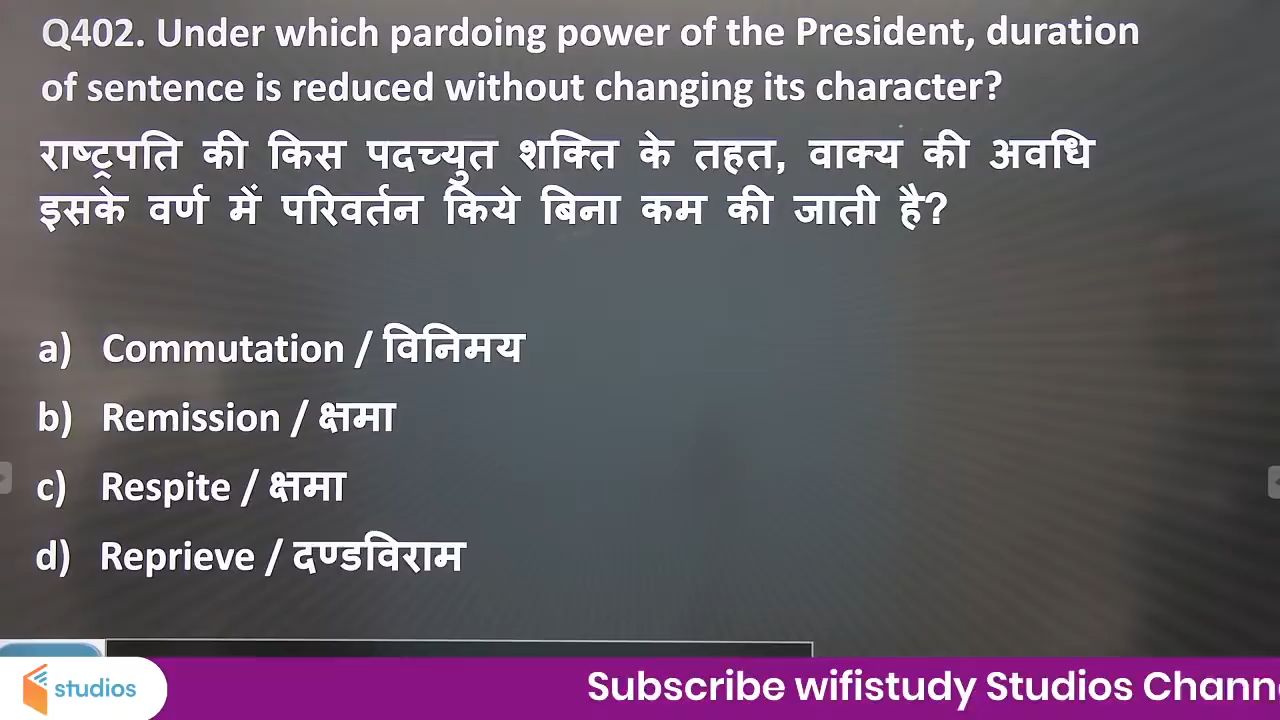 Q402. Under which pardoing power of the President, duration
of sentence is reduced without changing its character?
राष्ट्रपति की किस पदच्युत शक्ति के तहत, वाक्य की अवधि
इसके वर्ण में परिवर्तन किये बिना कम की जाती है?
a) Commutation / विनिमय
b) Remission / क्षमा
c) Respite / क्षमा
d) Reprieve / दण्डविराम
studios
Subscribe wifistudy Studios Chann